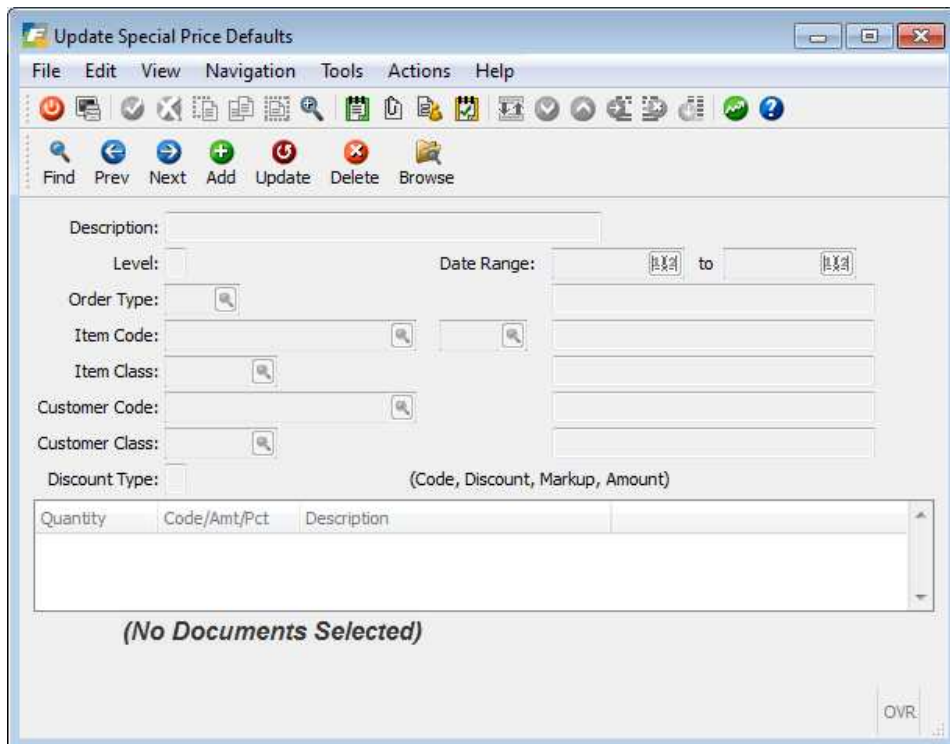 Update Special Price Defaults
File Edit View Navigation Tools Actions Help
Find Prev Next Add Update Delete Browse
Description:
Level: Date Range: to
Order Type:
Item Code:
Item Class:
Customer Code:
Customer Class:
Discount Type: (Code, Discount, Markup, Amount)
Quantity Code/Amt/Pct Description
(No Documents Selected)
OVR